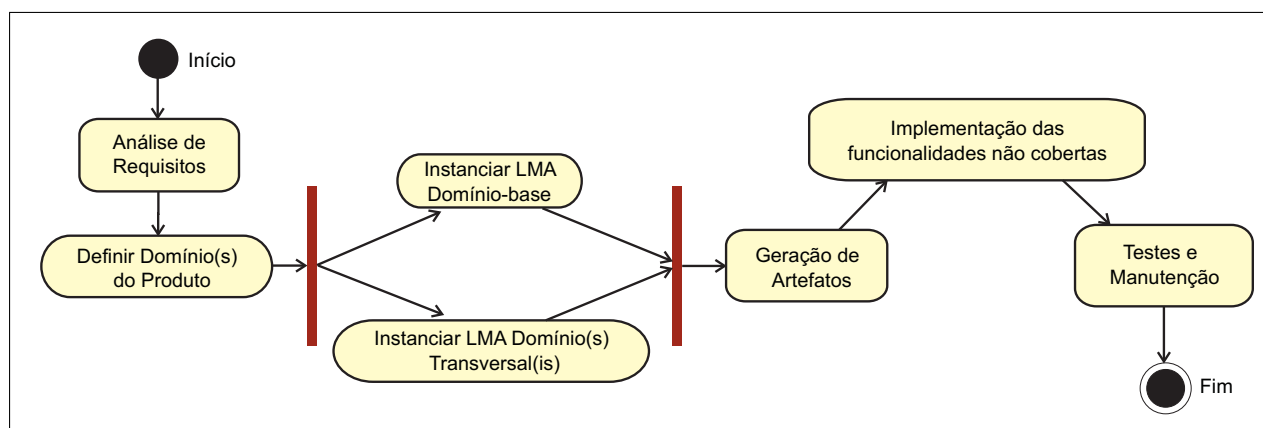 Início
Análise de
Requisitos
Definir Domínio(s)
do Produto
Instanciar LMA
Domínio-base
Instanciar LMA Domínio(s)
Transversal(is)
Geração de
Artefatos
Implementação das
funcionalidades não cobertas
Testes e
Manutenção
Fim